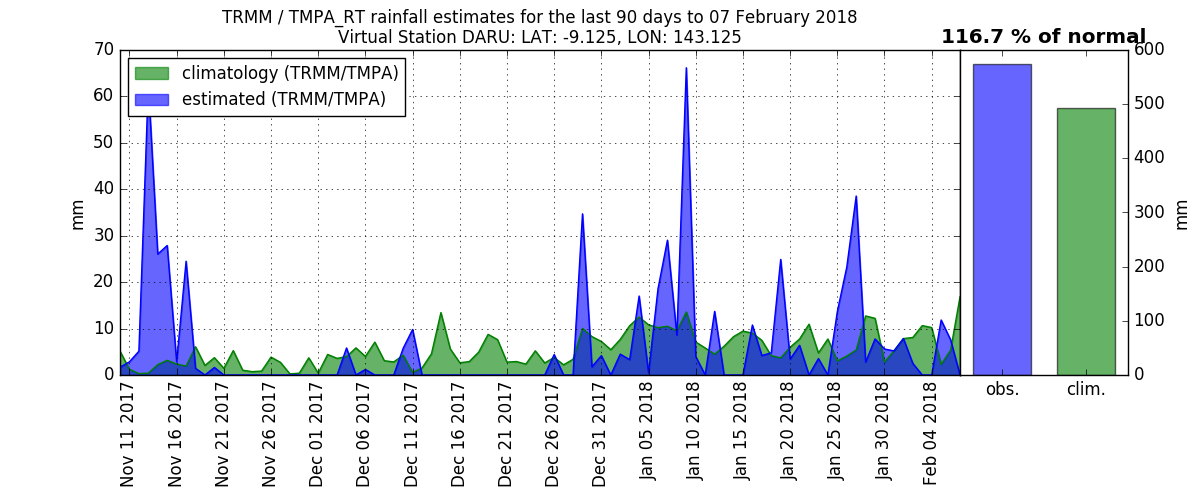 TRMM / TMPA_RT rainfall estimates for the last 90 days to 07 February 2018
Virtual Station DARU: LAT: -9.125, LON: 143.125
116.7 % of normal
climatology (TRMM/TMPA)
estimated (TRMM/TMPA)
70
60
50
40
30
20
10
0
mm
Nov 11 2017
Nov 16 2017
Nov 21 2017
Nov 26 2017
Dec 01 2017
Dec 06 2017
Dec 11 2017
Dec 16 2017
Dec 21 2017
Dec 26 2017
Dec 31 2017
Jan 05 2018
Jan 10 2018
Jan 15 2018
Jan 20 2018
Jan 25 2018
Jan 30 2018
Feb 04 2018
600
500
400
300
200
100
0
mm
obs.
clim.